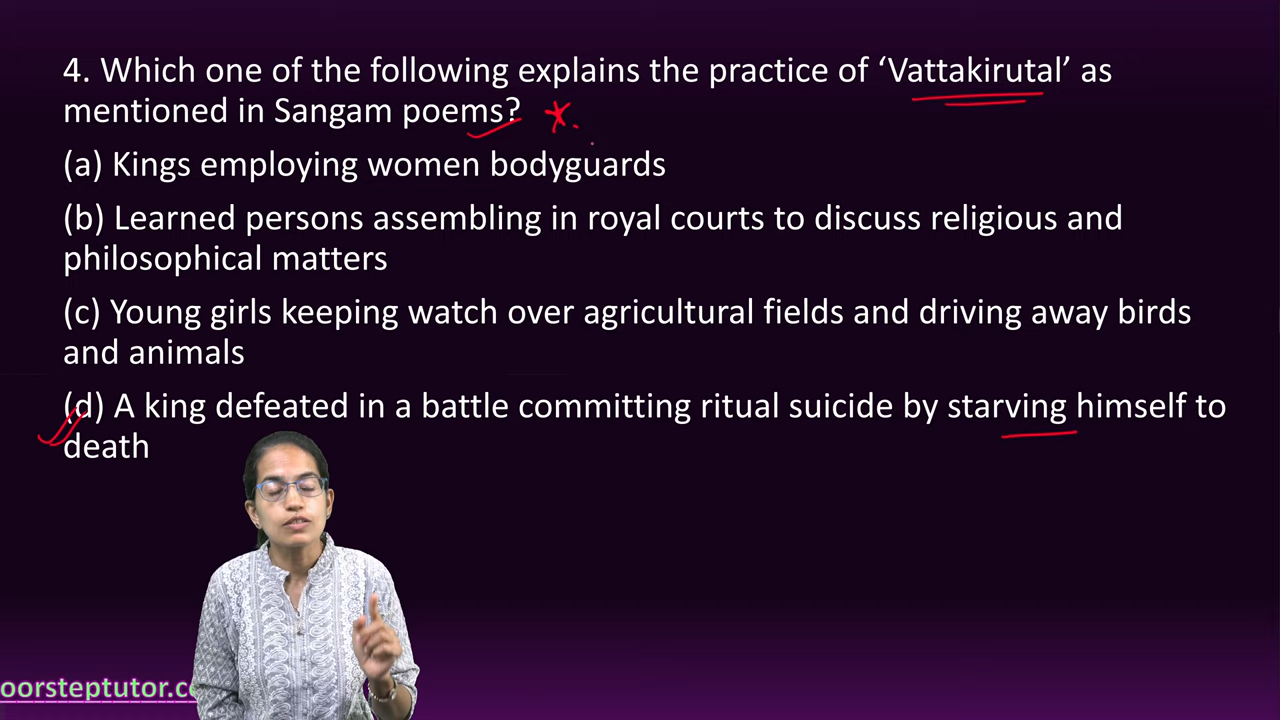 4. Which one of the following explains the practice of ‘Vattakirutal’ as
mentioned in Sangam poems?
(a) Kings employing women bodyguards
(b) Learned persons assembling in royal courts to discuss religious and
philosophical matters
(c) Young girls keeping watch over agricultural fields and driving away birds
and animals
(d) A king defeated in a battle committing ritual suicide by starving himself to
death
oorsteptutor.c